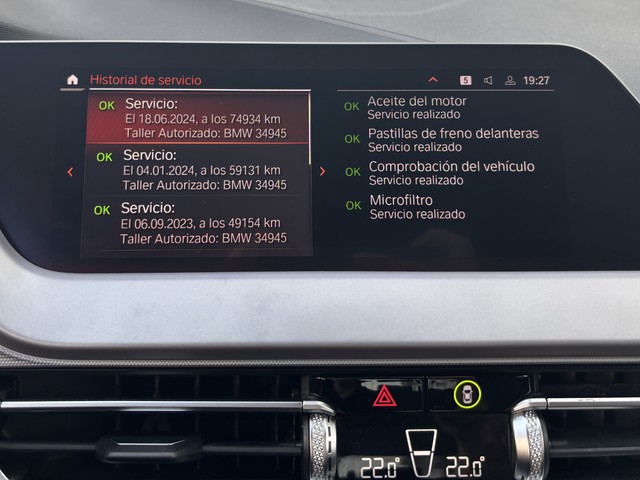 Historial de servicio
5
19:27
OK Servicio:
El 18.06.2024, a los 74934 km
Taller Autorizado: BMW 34945
OK Servicio:
El 04.01.2024, a los 59131 km
Taller Autorizado: BMW 34945
OK Servicio:
El 06.09.2023, a los 49154 km
Taller Autorizado: BMW 34945
OK Aceite del motor
Servicio realizado
OK Pastillas de freno delanteras
Servicio realizado
OK Comprobación del vehículo
Servicio realizado
OK Microfiltro
Servicio realizado
22.0° 22.0°